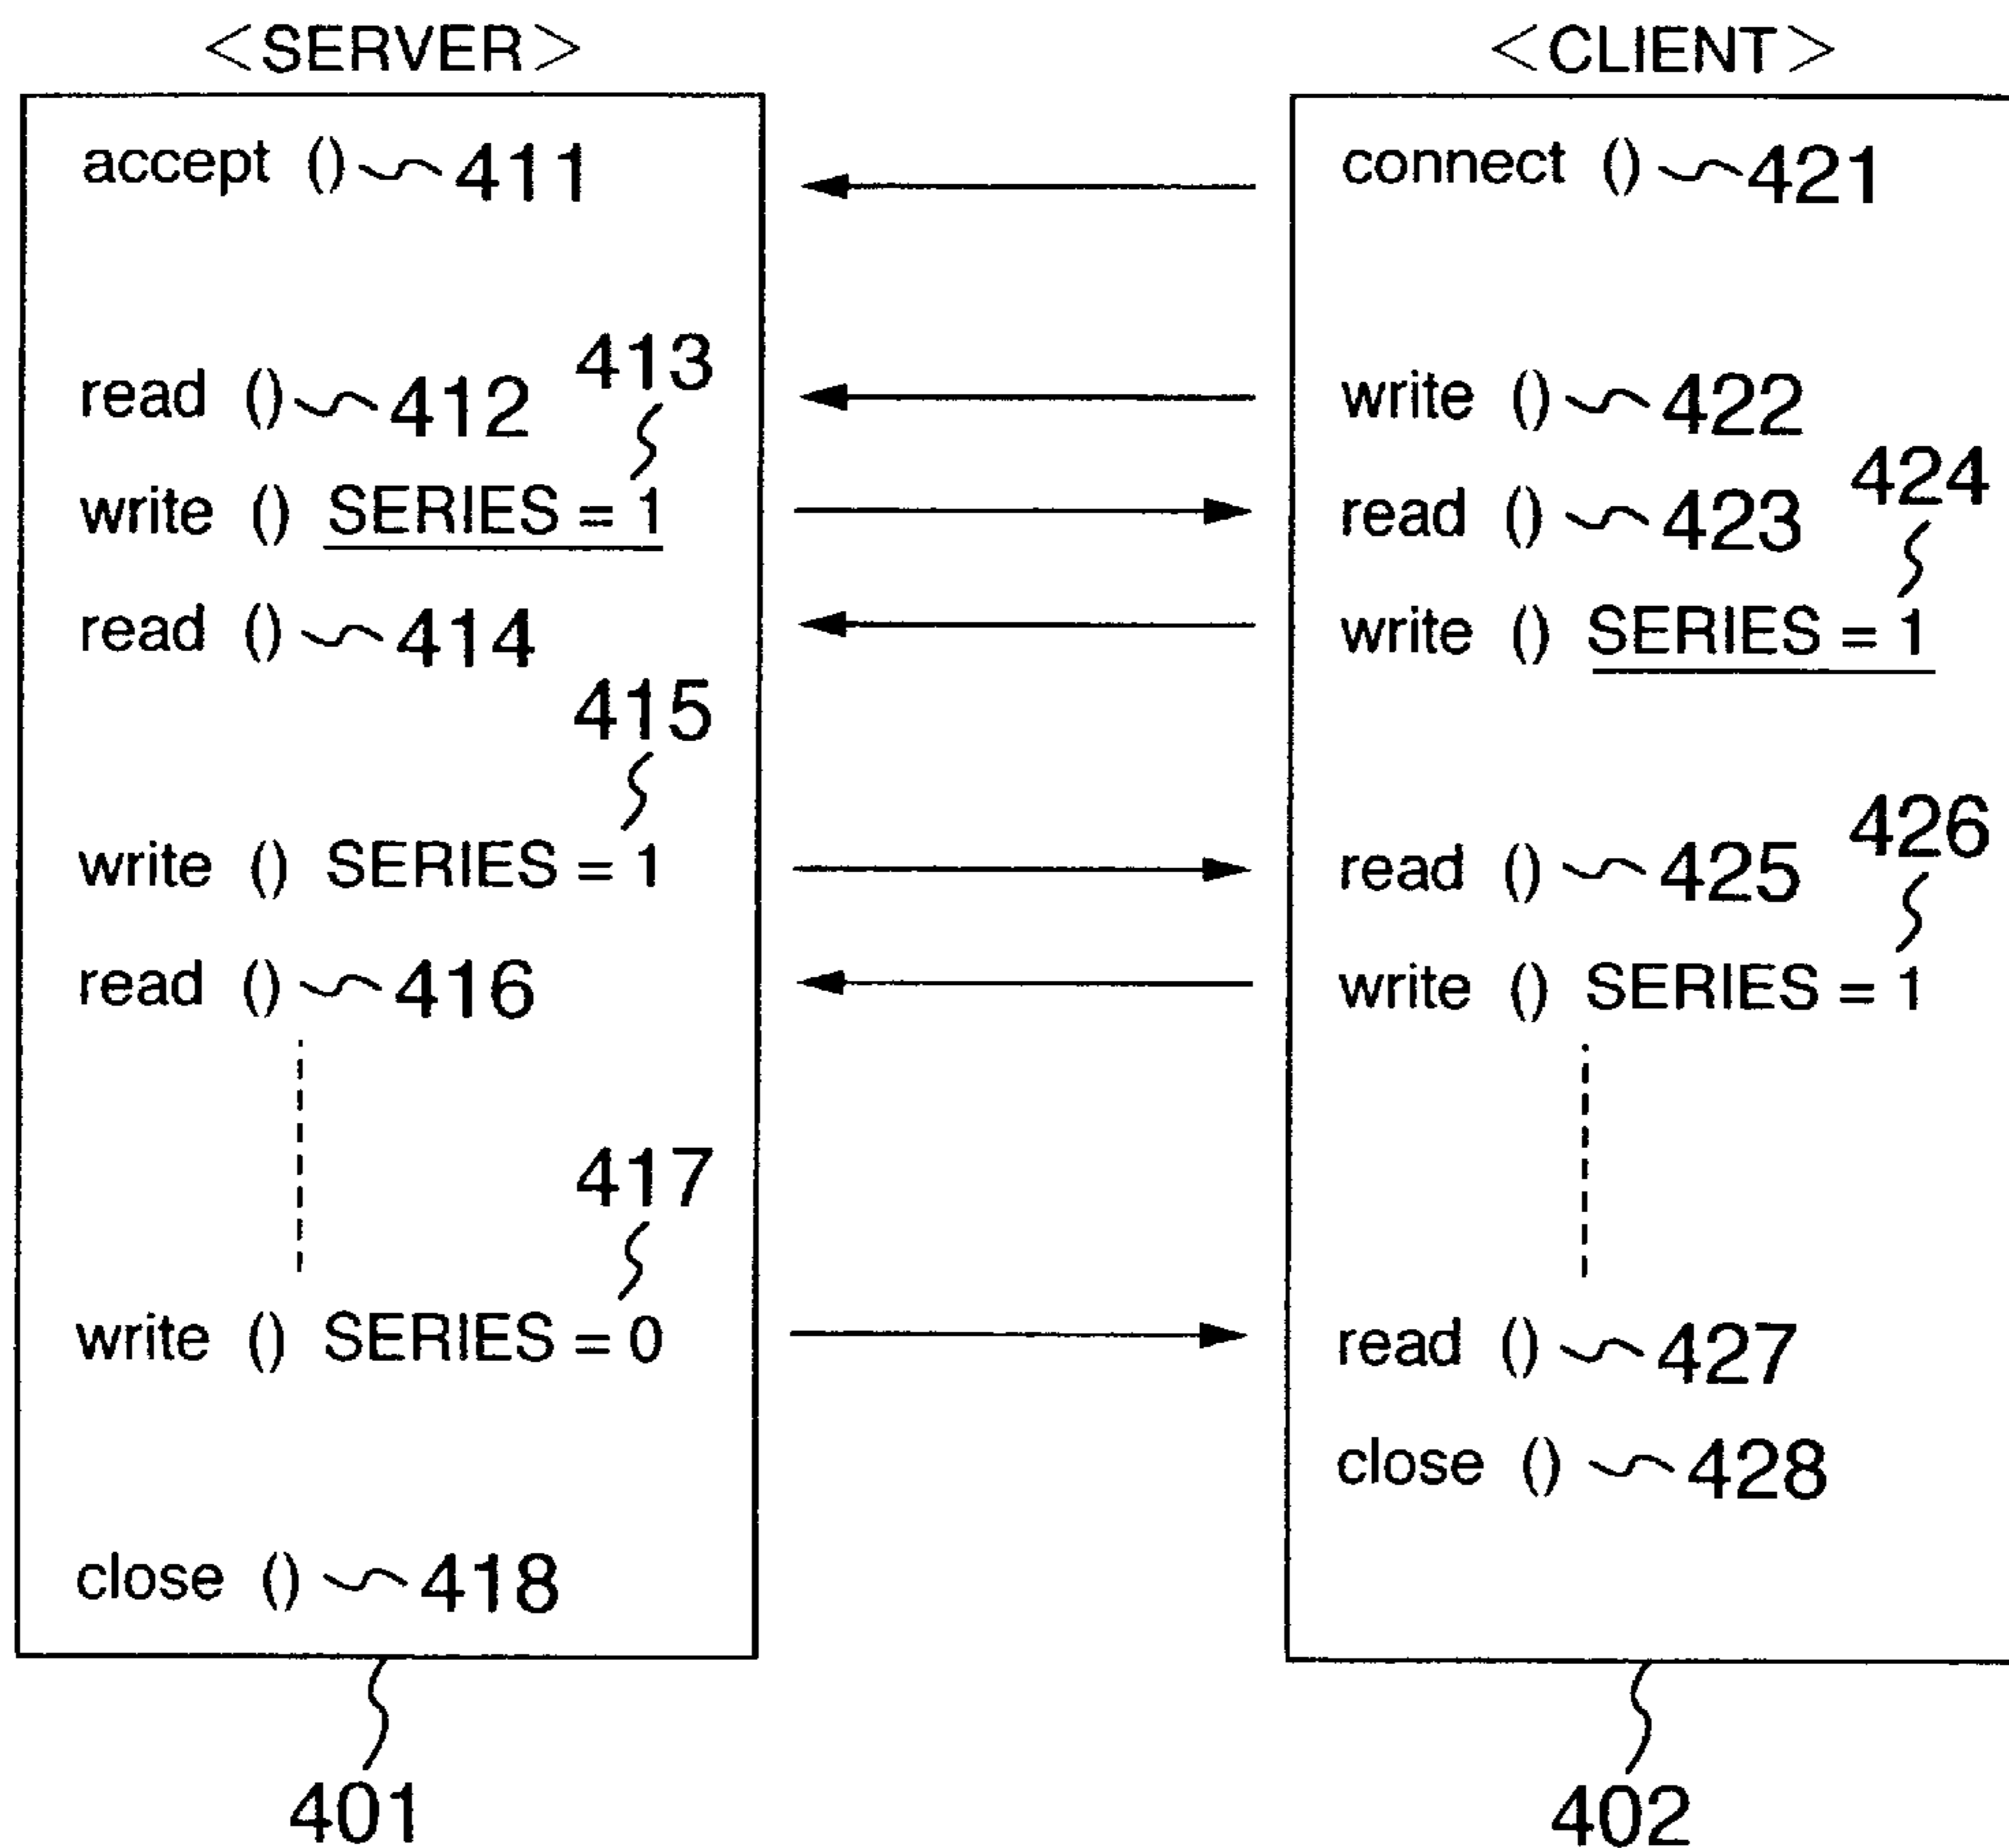 <SERVER>
accept () 411
413
read () 412
write () SERIES = 1
read () 414
415
write () SERIES = 1
read () 416
417
write () SERIES = 0
close () 418
401
<CLIENT>
connect () 421
write () 422
424
read () 423
write () SERIES = 1
426
read () 425
write () SERIES = 1
read () 427
close () 428
402